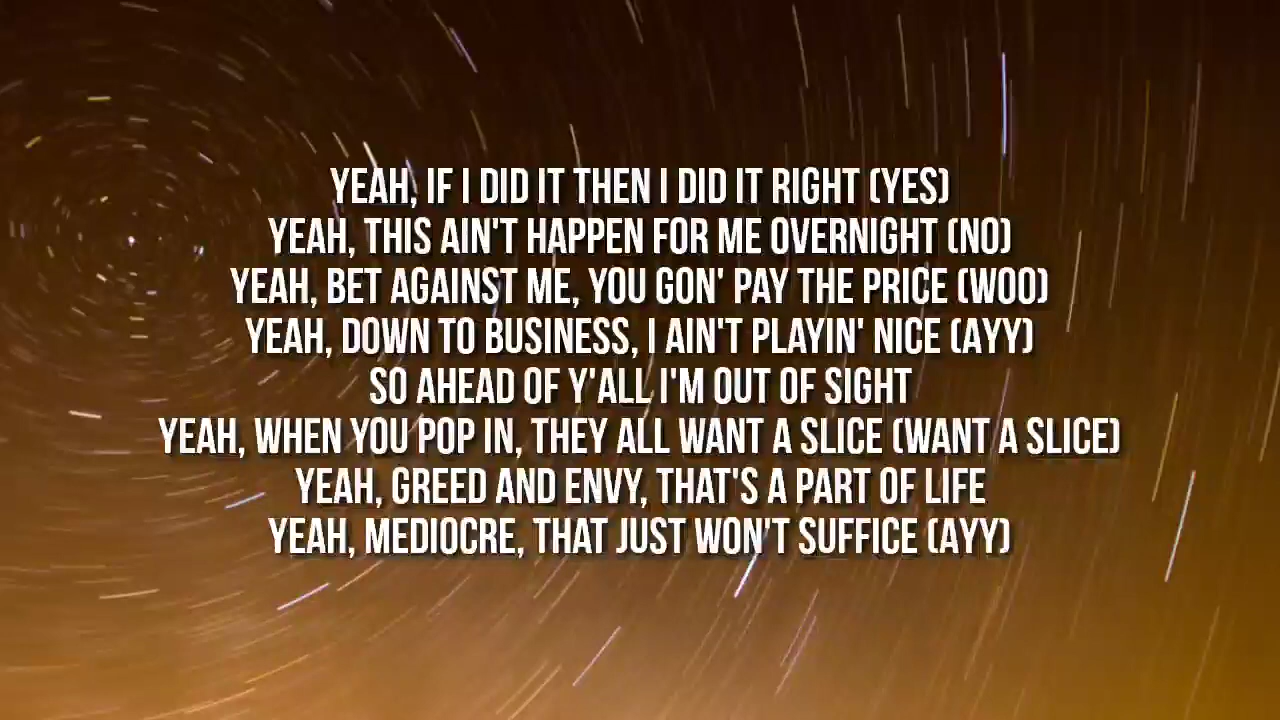 YEAH, IF I DID IT THEN I DID IT RIGHT (YES)
YEAH, THIS AIN'T HAPPEN FOR ME OVERNIGHT (NO)
YEAH, BET AGAINST ME, YOU GON' PAY THE PRICE (WOO)
YEAH, DOWN TO BUSINESS, I AIN'T PLAYIN' NICE (AYY)
SO AHEAD OF Y'ALL I'M OUT OF SIGHT
YEAH, WHEN YOU POP IN, THEY ALL WANT A SLICE (WANT A SLICE)
YEAH, GREED AND ENVY, THAT'S A PART OF LIFE
YEAH, MEDIOCRE, THAT JUST WON'T SUFFICE (AYY)